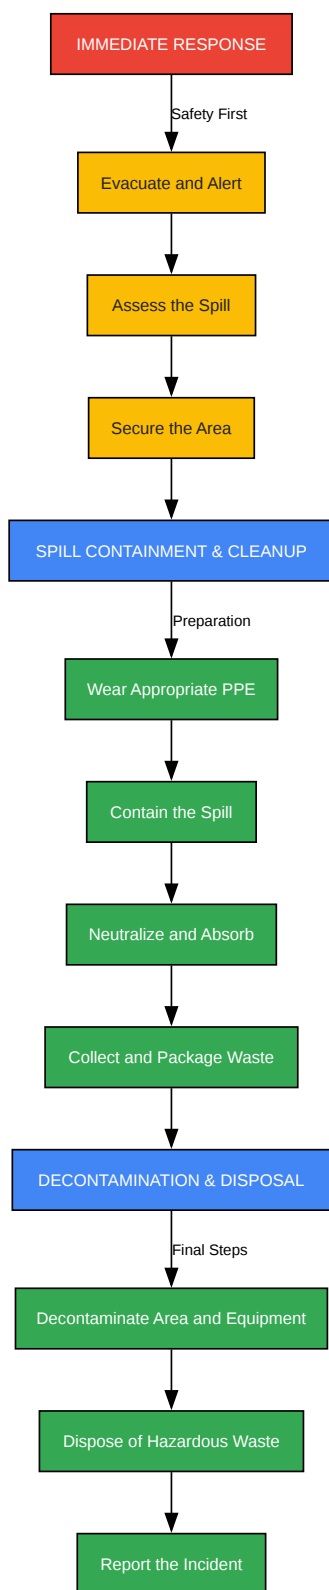 IMMEDIATE RESPONSE
Safety First
Evacuate and Alert
Assess the Spill
Secure the Area
SPILL CONTAINMENT & CLEANUP
Preparation
Wear Appropriate PPE
Contain the Spill
Neutralize and Absorb
Collect and Package Waste
DECONTAMINATION & DISPOSAL
Final Steps
Decontaminate Area and Equipment
Dispose of Hazardous Waste
Report the Incident